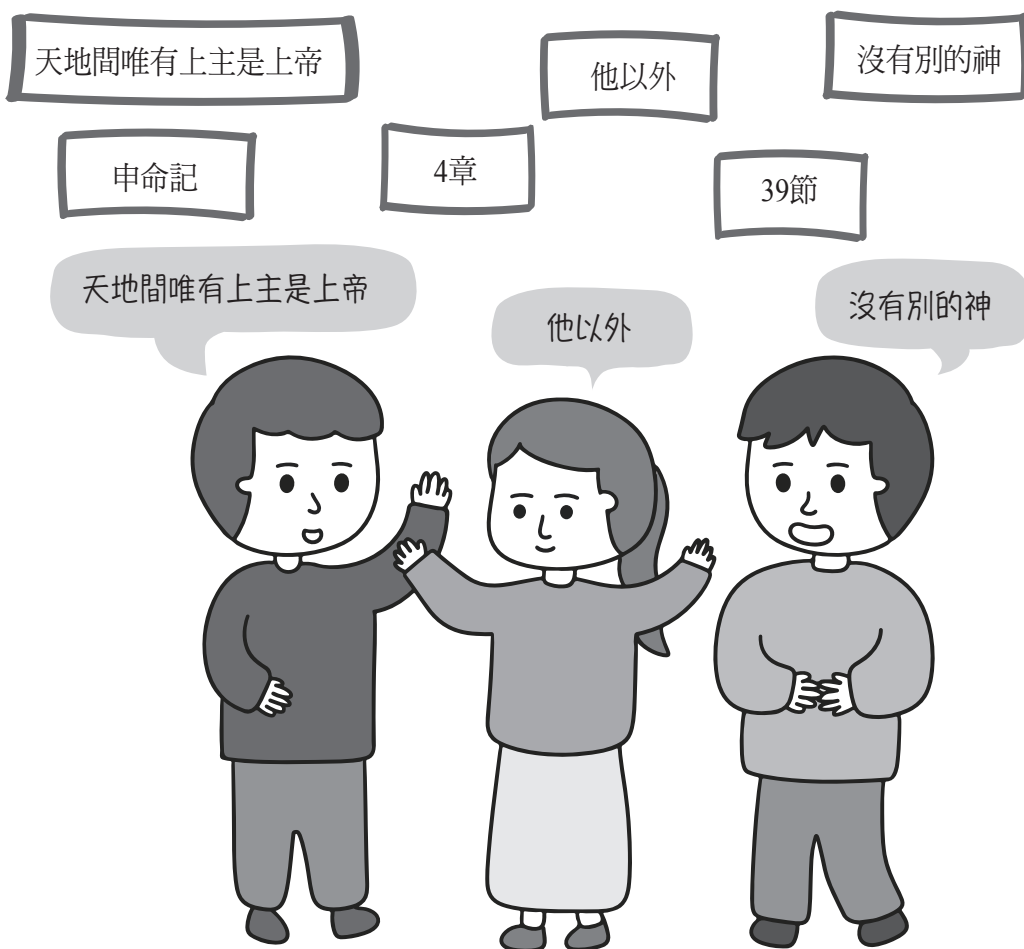 天地間唯有上主是上帝
他以外
沒有別的神
申命記
4章
39節
天地間唯有上主是上帝
他以外
沒有別的神